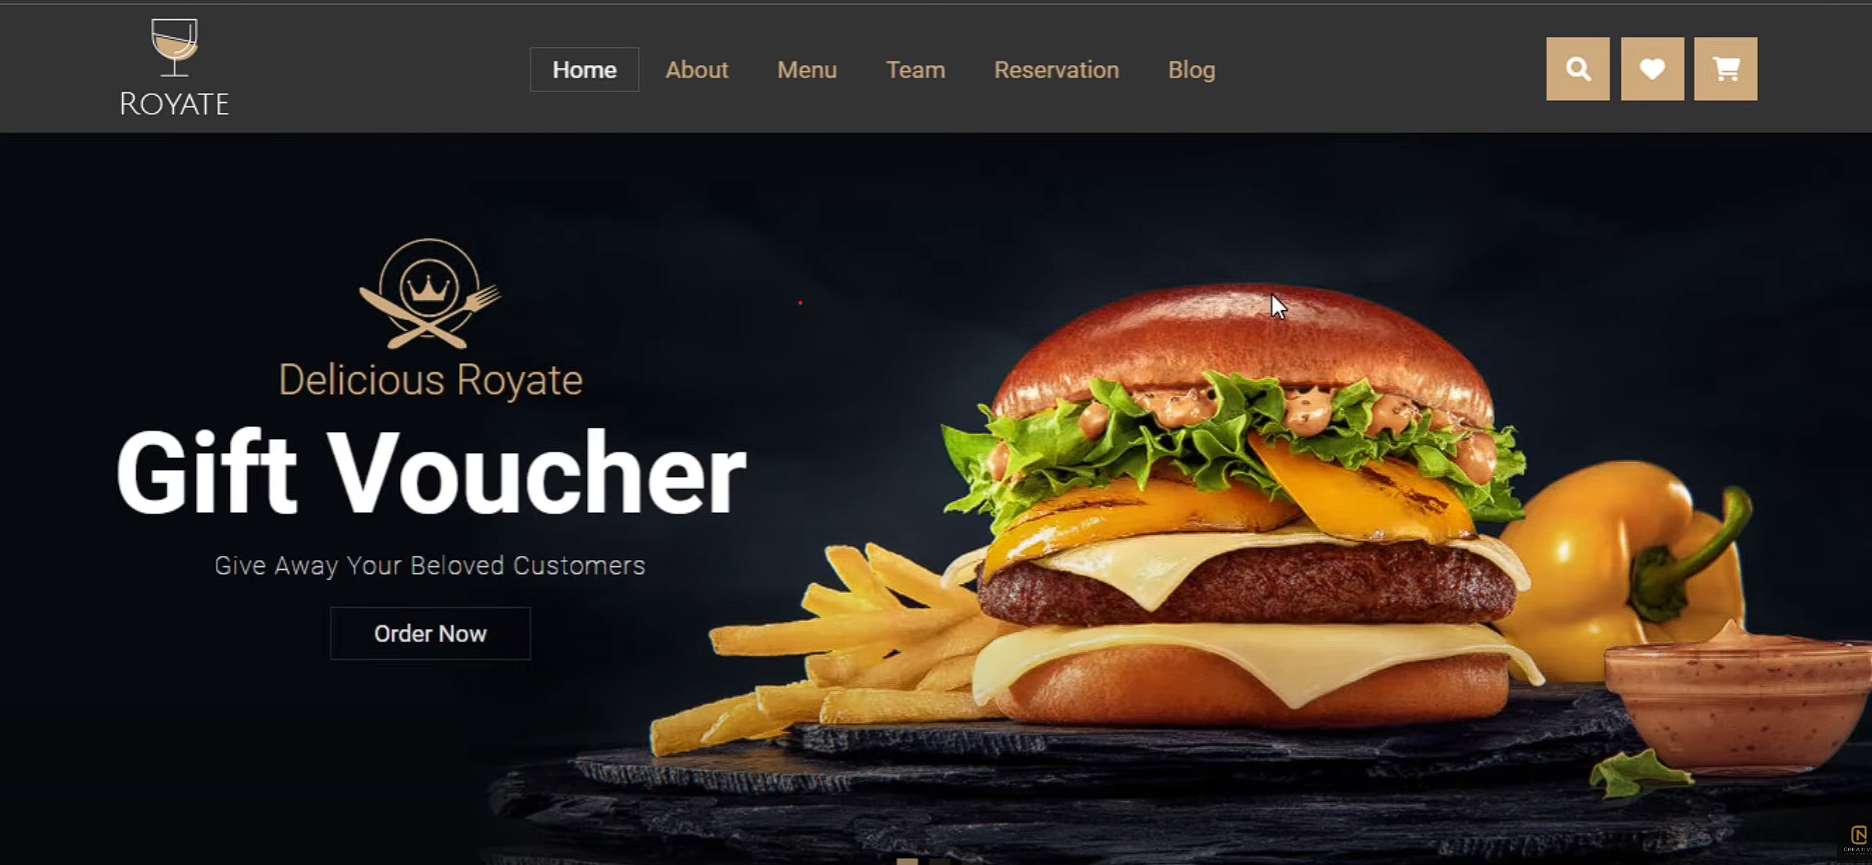 ROYATE
Home About Menu Team Reservation Blog
Delicious Royate
Gift Voucher
Give Away Your Beloved Customers
Order Now